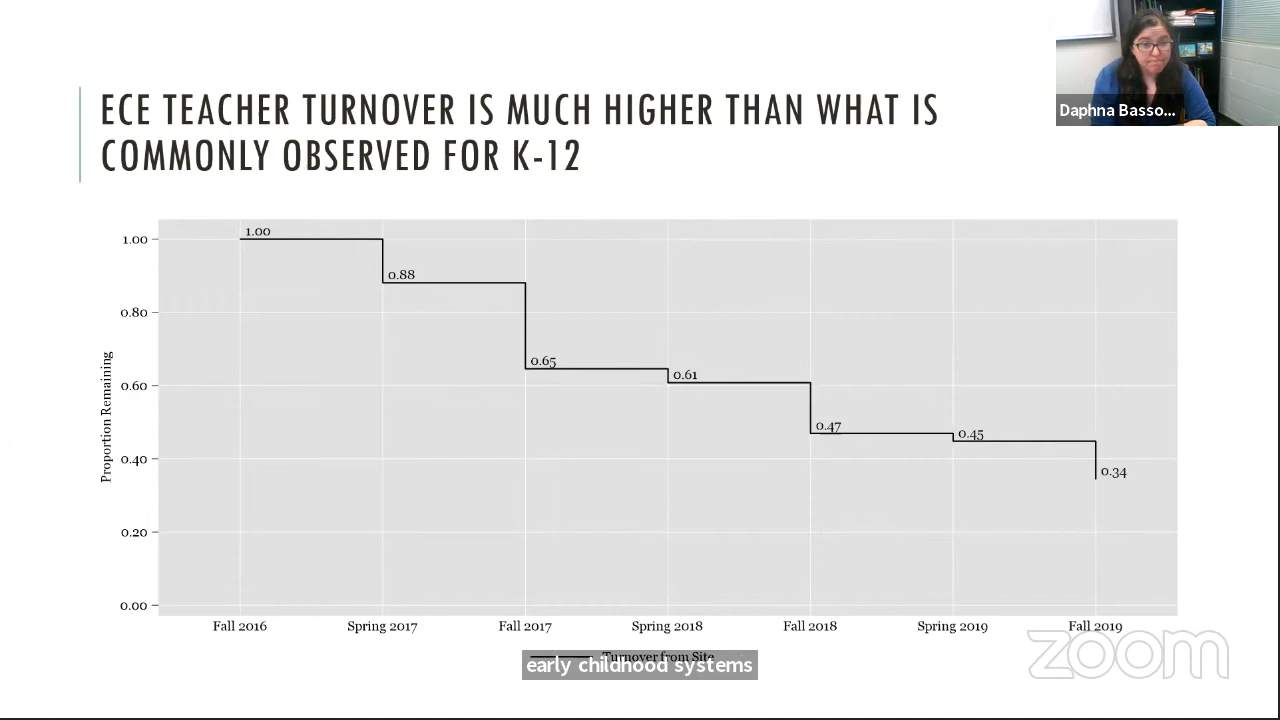 Daphna Basso...
ECE TEACHER TURNOVER IS MUCH HIGHER THAN WHAT IS
COMMONLY OBSERVED FOR K-12
Proportion Remaining
1.00
0.80
0.60
0.40
0.20
0.00
1.00
0.88
0.65
0.61
0.47
0.45
0.34
Fall 2016 Spring 2017 Fall 2017 Spring 2018 Fall 2018 Spring 2019 Fall 2019
Turnover from Site
early childhood systems
zoom